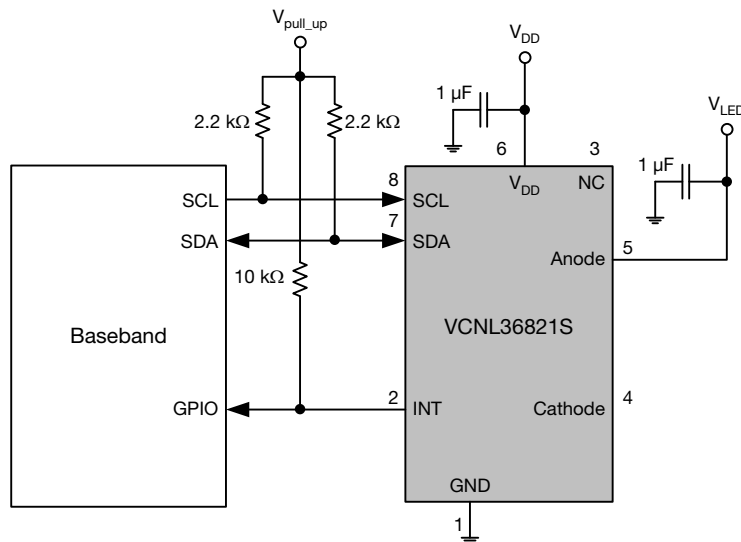 V_pull_up
V_DD
1 µF
V_LED
2.2 kΩ
2.2 kΩ
6
3
1 µF
V_DD
NC
SCL
8
SCL
SDA
7
SDA
Anode
5
10 kΩ
Baseband
VCNL36821S
GPIO
2
INT
Cathode
4
GND
1